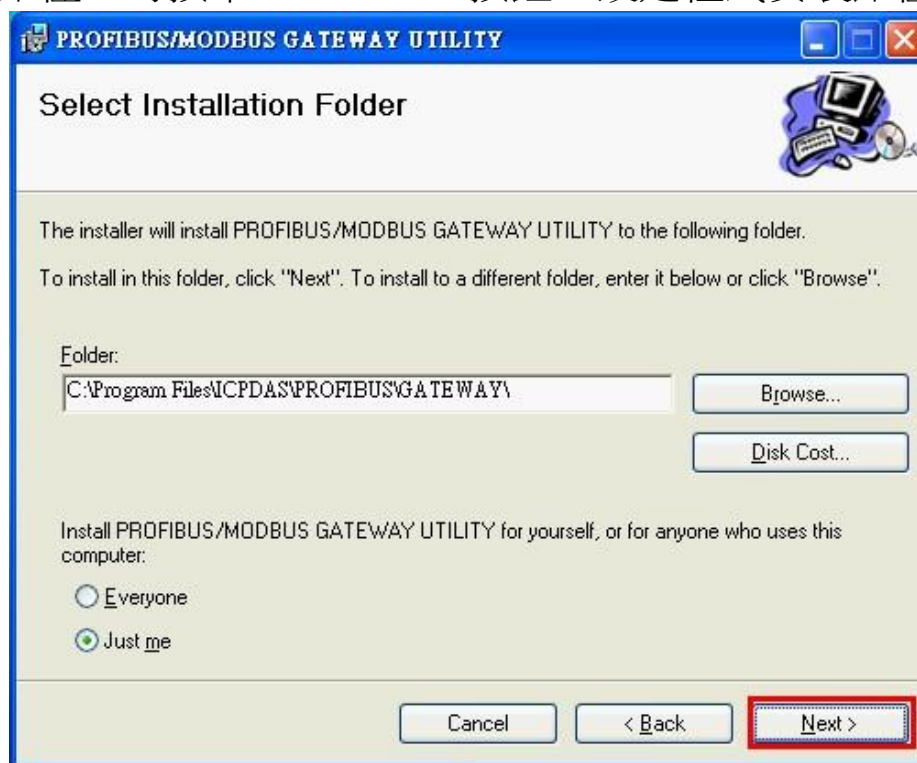 PROFIBUS/MODBUS GATEWAY UTILITY
Select Installation Folder
The installer will install PROFIBUS/MODBUS GATEWAY UTILITY to the following folder.
To install in this folder, click "Next". To install to a different folder, enter it below or click "Browse".
Folder:
C:\Program Files\ICPDAS\PROFIBUS\GATEWAY\
Browse...
Disk Cost...
Install PROFIBUS/MODBUS GATEWAY UTILITY for yourself, or for anyone who uses this
computer:
Everyone
Just me
Cancel
< Back
Next >